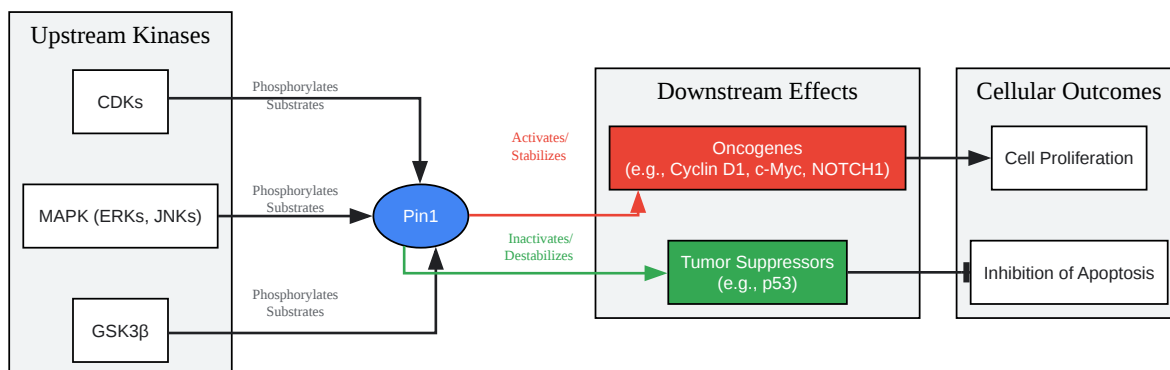 Upstream Kinases
CDKs
MAPK (ERKs, JNKs)
GSK3β
Phosphorylates
Substrates
Phosphorylates
Substrates
Phosphorylates
Substrates
Pin1
Activates/
Stabilizes
Inactivates/
Destabilizes
Downstream Effects
Oncogenes
(e.g., Cyclin D1, c-Myc, NOTCH1)
Tumor Suppressors
(e.g., p53)
Cellular Outcomes
Cell Proliferation
Inhibition of Apoptosis